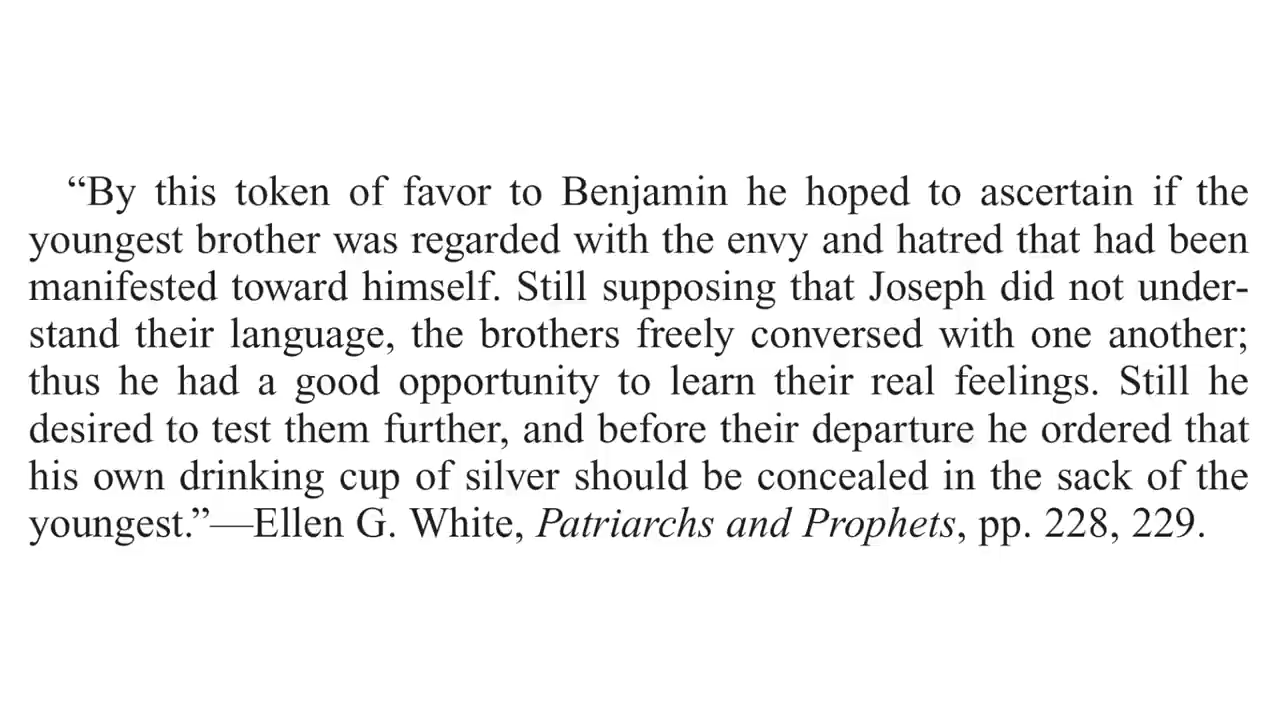 “By this token of favor to Benjamin he hoped to ascertain if the
youngest brother was regarded with the envy and hatred that had been
manifested toward himself. Still supposing that Joseph did not under-
stand their language, the brothers freely conversed with one another;
thus he had a good opportunity to learn their real feelings. Still he
desired to test them further, and before their departure he ordered that
his own drinking cup of silver should be concealed in the sack of the
youngest.”—Ellen G. White, Patriarchs and Prophets, pp. 228, 229.